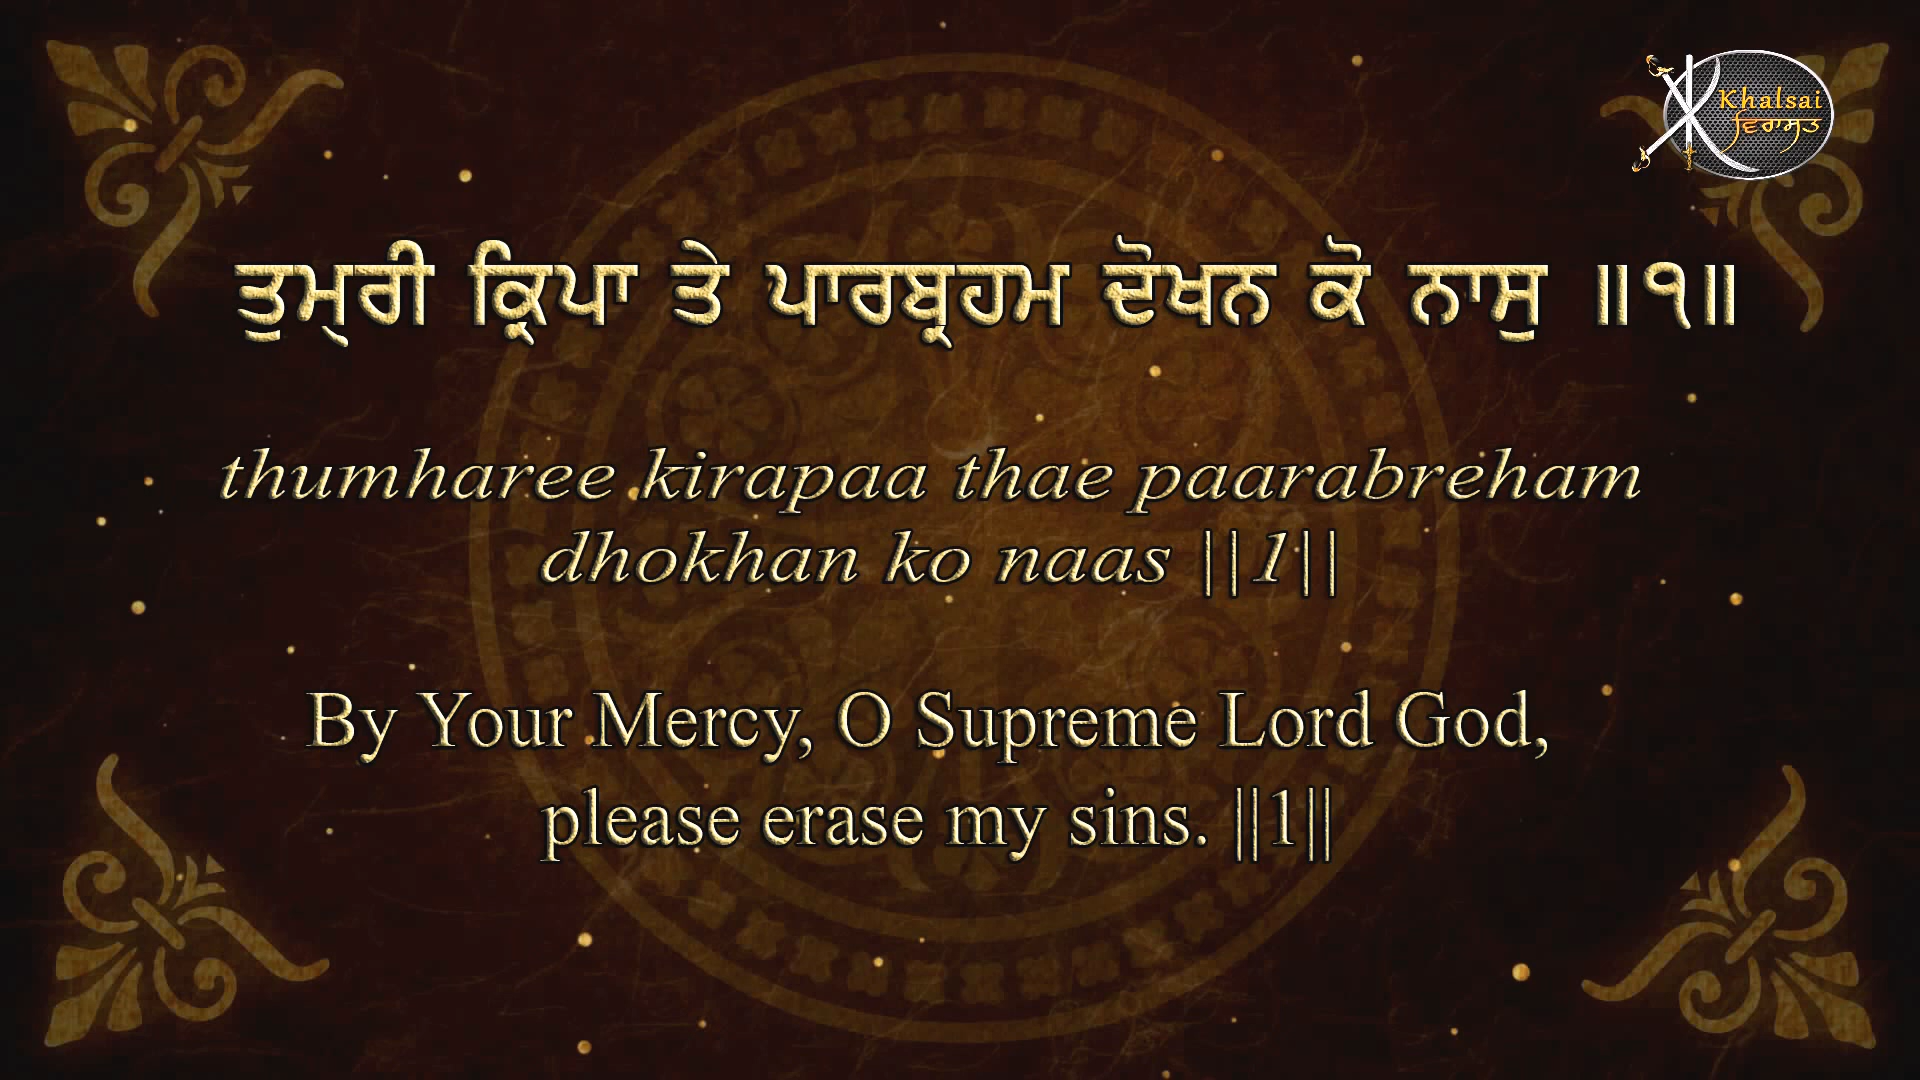 Khalsai
ਵਿਰਾਸਤ
ਤੁਮ੍ਰੀ ਕ੍ਰਿਪਾ ਤੇ ਪਾਰਬ੍ਰਹਮ ਦੋਖਨ ਕੋ ਨਾਸੁ ॥੧॥
thumharee kirapaa thae paarabreham
dhokhan ko naas ||1||
By Your Mercy, O Supreme Lord God,
please erase my sins. ||1||